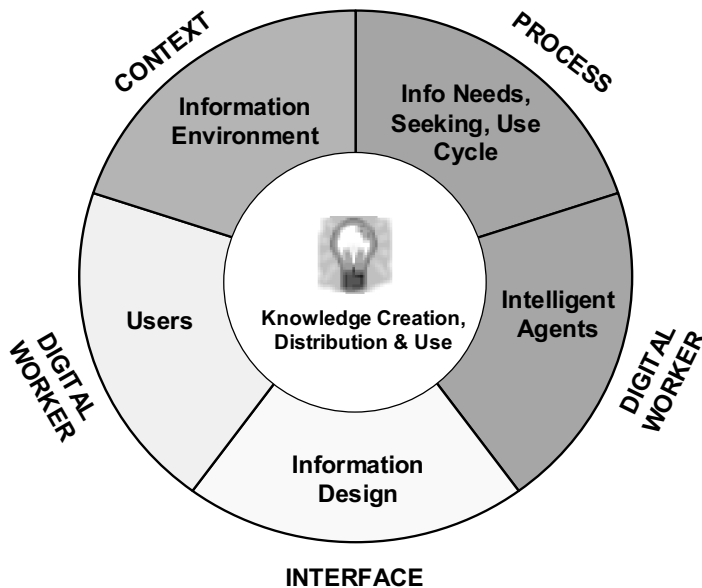 CONTEXT
PROCESS
Information
Environment
Info Needs,
Seeking, Use
Cycle
Users
Knowledge Creation,
Distribution & Use
Intelligent
Agents
DIGITAL
WORKER
DIGITAL
WORKER
Information
Design
INTERFACE